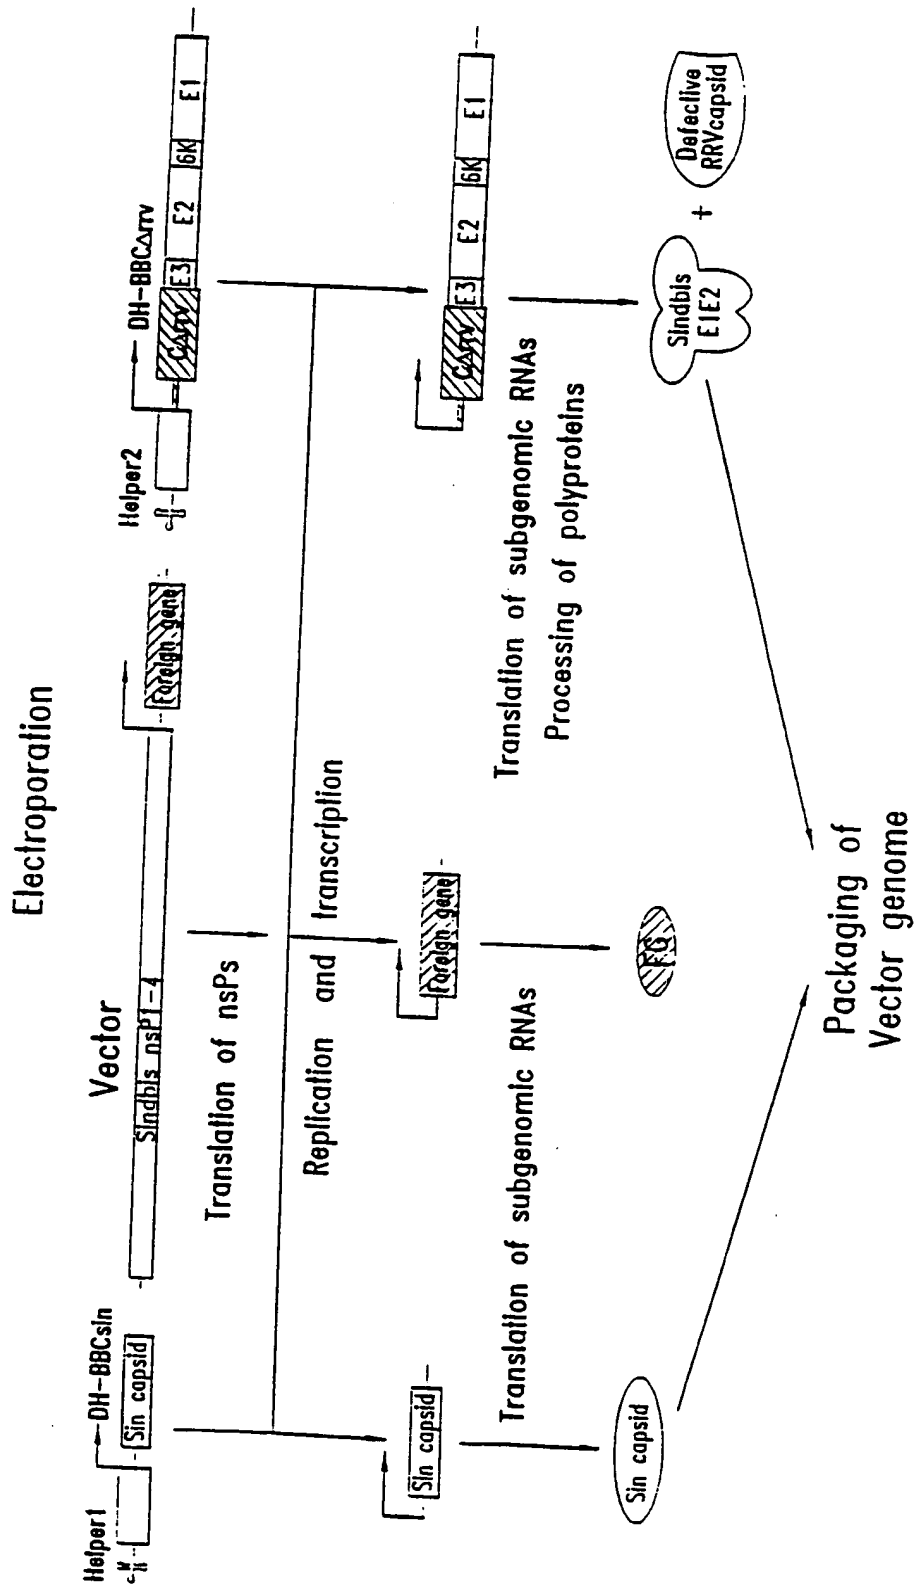 Electroporation
Helper1
DH-BBCsin
Sin capsid
Vector
Sindbis nsP1-4
Foreign gene
Helper2
DH-BBCΔrrv
CΔrrv
E3
E2
6K
E1
Translation of nsPs
Replication and transcription
Sin capsid
Foreign gene
CΔrrv
E3
E2
6K
E1
Translation of subgenomic RNAs
Translation of subgenomic RNAs
Processing of polyproteins
Sin capsid
FG
Sindbis
E1E2
+
Defective
RRVcapsid
Packaging of
Vector genome